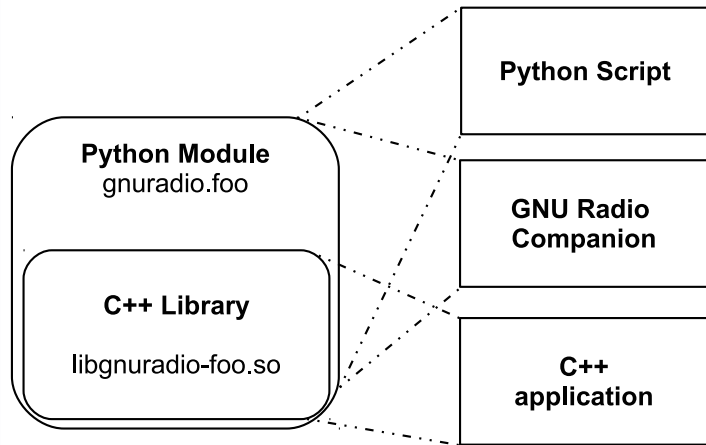 Python Module
gnuradio.foo
C++ Library
libgnuradio-foo.so
Python Script
GNU Radio
Companion
C++
application